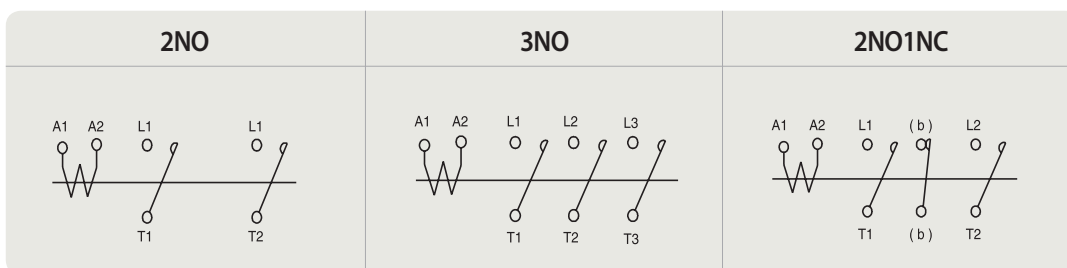 2NO 3NO 2NO1NC
A1 A2 L1 L1 A1 A2 L1 L2 L3 A1 A2 L1 (b) L2
T1 T2 T1 T2 T3 T1 (b) T2